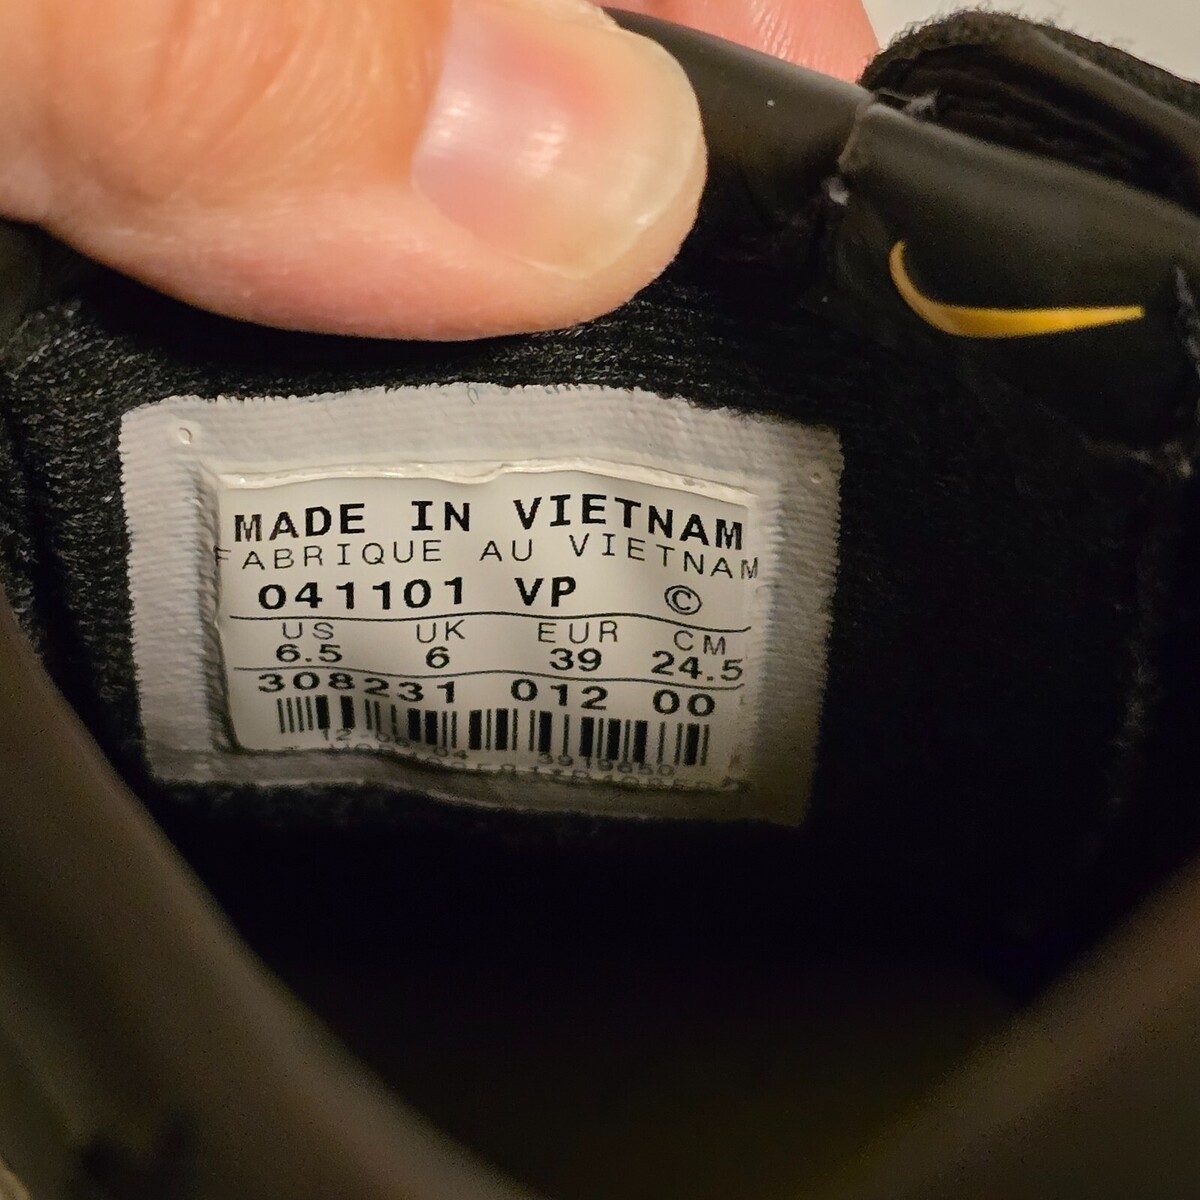 MADE IN VIETNAM
FABRIQUE AU VIETNAM
041101 VP ©
US UK EUR CM
6.5 6 39 24.5
308231 012 00
3919650